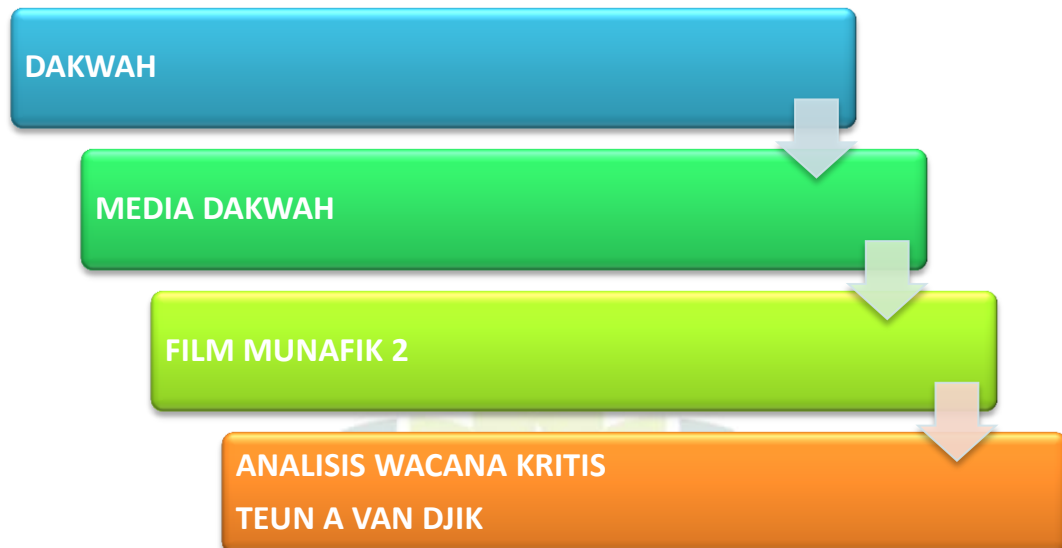 DAKWAH
MEDIA DAKWAH
FILM MUNAFIK 2
ANALISIS WACANA KRITIS
TEUN A VAN DJIK